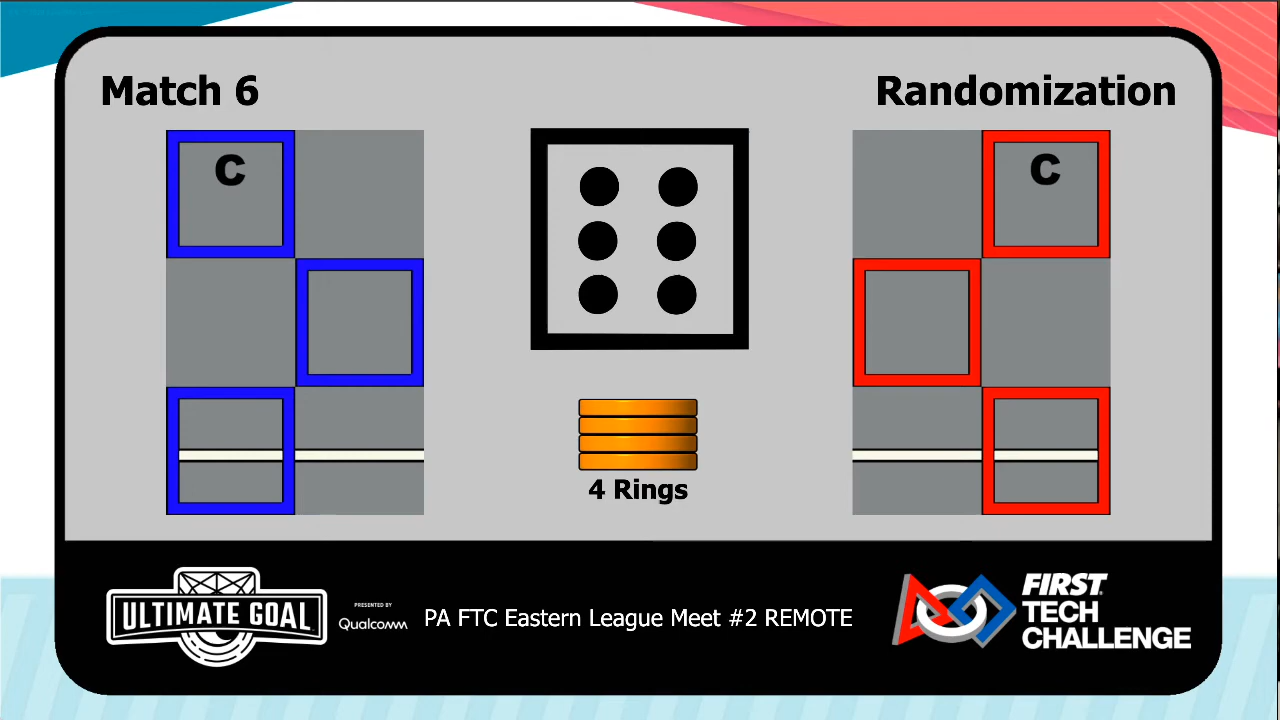 Match 6
Randomization
C
C
4 Rings
ULTIMATE GOAL
PRESENTED BY
Qualcomm
PA FTC Eastern League Meet #2 REMOTE
FIRST
TECH
CHALLENGE